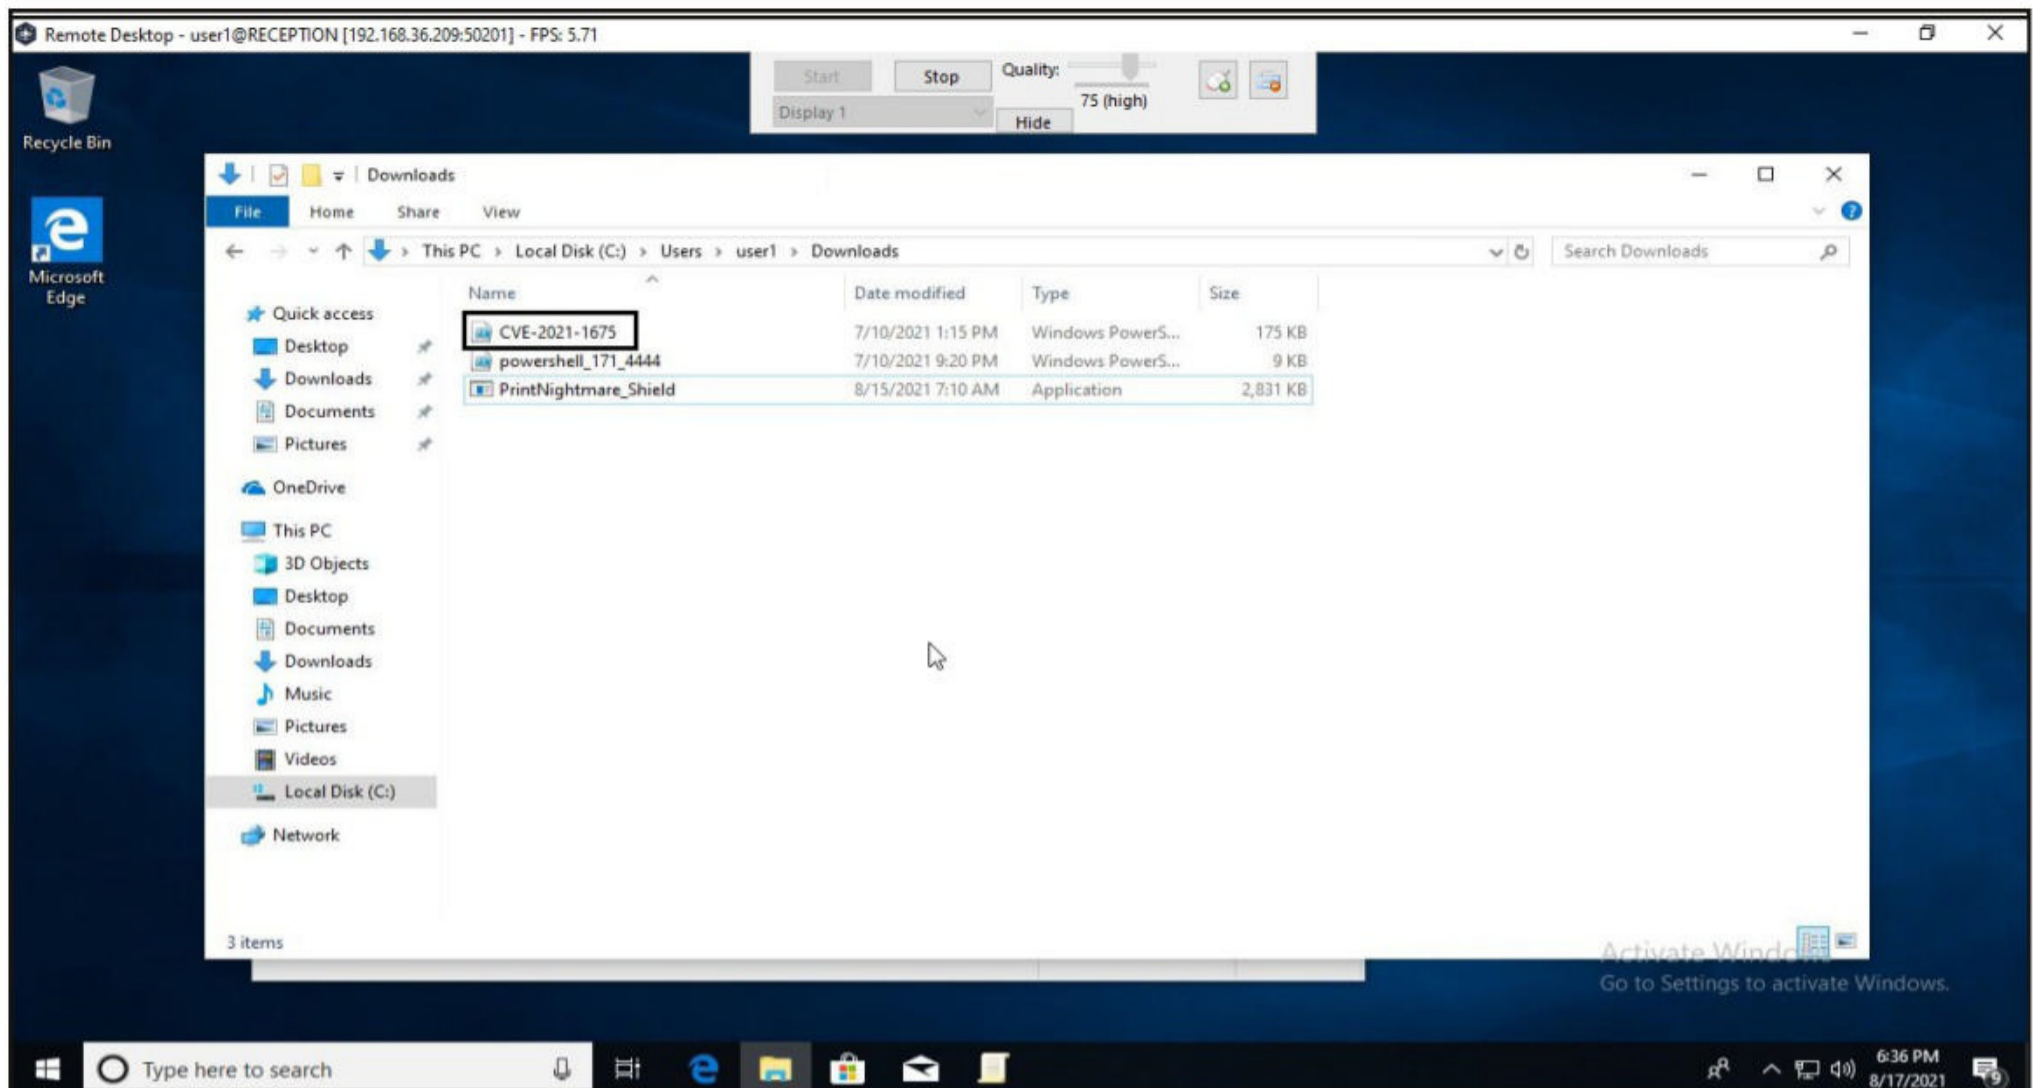 Remote Desktop - user1@RECEPTION [192.168.36.209:50201] - FPS: 5.71
Start Stop Quality:
Display 1 Hide 75 (high)
Recycle Bin
Microsoft
Edge
Downloads
File Home Share View
This PC Local Disk (C:) Users user1 Downloads
Search Downloads
Name Date modified Type Size
CVE-2021-1675 7/10/2021 1:15 PM Windows PowerS... 175 KB
powershell_171_4444 7/10/2021 9:20 PM Windows PowerS... 9 KB
PrintNightmare_Shield 8/15/2021 7:10 AM Application 2,831 KB
Quick access
Desktop
Downloads
Documents
Pictures
OneDrive
This PC
3D Objects
Desktop
Documents
Downloads
Music
Pictures
Videos
Local Disk (C:)
Network
3 items
Activate Windo
Go to Settings to activate Windows.
Type here to search
6:36 PM
8/17/2021